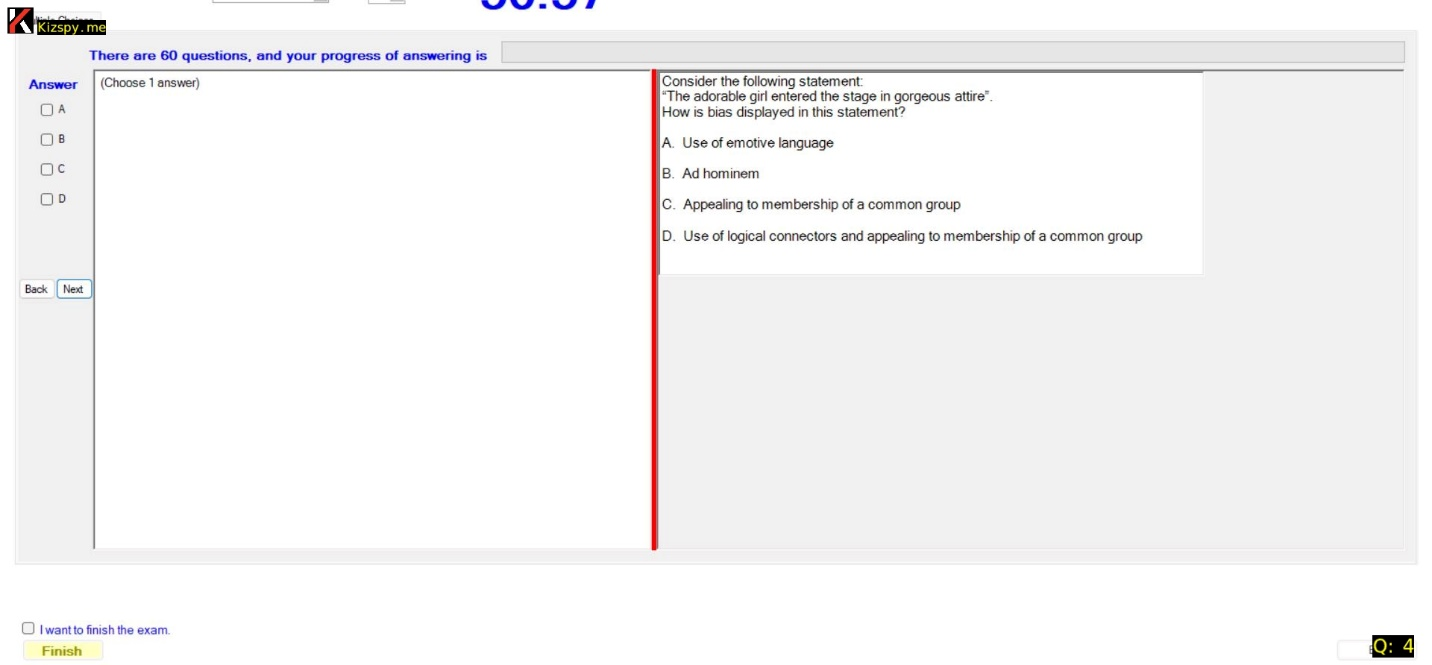 Kizspy.me
There are 60 questions, and your progress of answering is
Answer
(Choose 1 answer)
A
B
C
D
Back Next
Consider the following statement:
“The adorable girl entered the stage in gorgeous attire”.
How is bias displayed in this statement?
A. Use of emotive language
B. Ad hominem
C. Appealing to membership of a common group
D. Use of logical connectors and appealing to membership of a common group
I want to finish the exam.
Finish
Q: 4